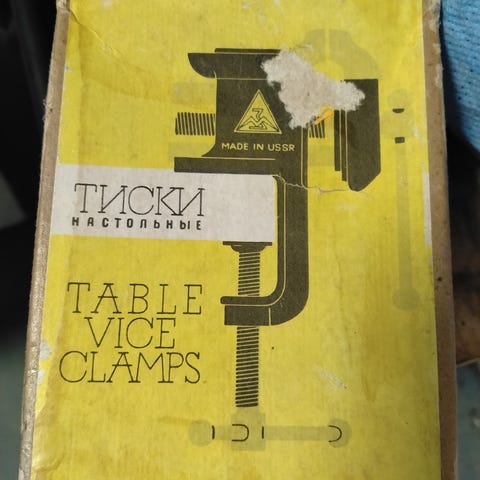 MADE IN USSR
ТИСКИ
НАСТОЛЬНЫЕ
TABLE
VICE
CLAMPS